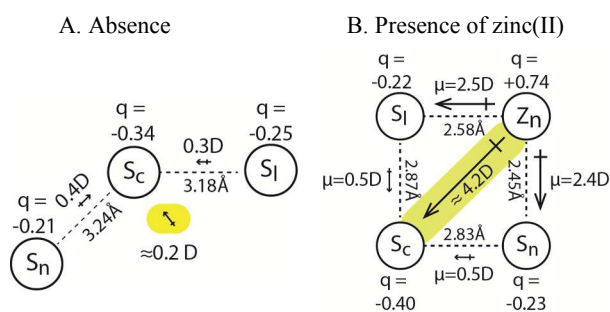 A. Absence
q =
-0.34
q =
-0.25
0.3D
Sc
Sl
3.18Å
0.4D
3.24Å
q =
-0.21
Sn
≈0.2 D
B. Presence of zinc(II)
q =
-0.22
q =
+0.74
μ=2.5D
Sl
Zn
2.58Å
μ=0.5D
2.87Å
≈ 4.2D
2.45Å
μ=2.4D
2.83Å
Sc
Sn
μ=0.5D
q =
-0.40
q =
-0.23